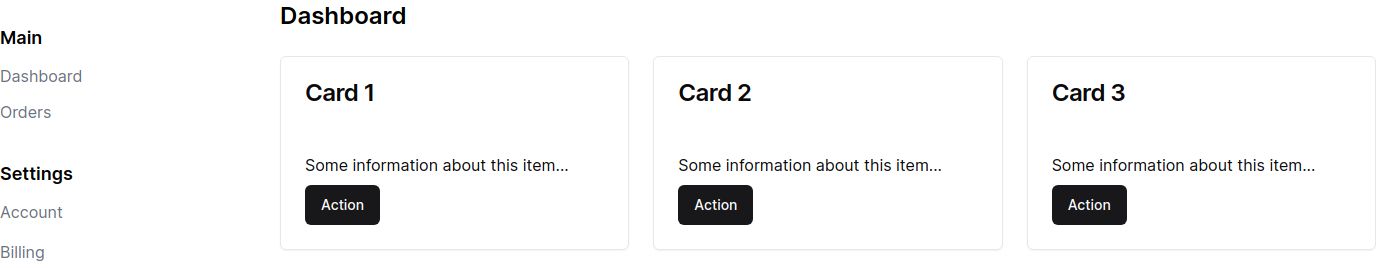 Main
Dashboard
Orders
Settings
Account
Billing
Dashboard
Card 1
Some information about this item...
Action
Card 2
Some information about this item...
Action
Card 3
Some information about this item...
Action